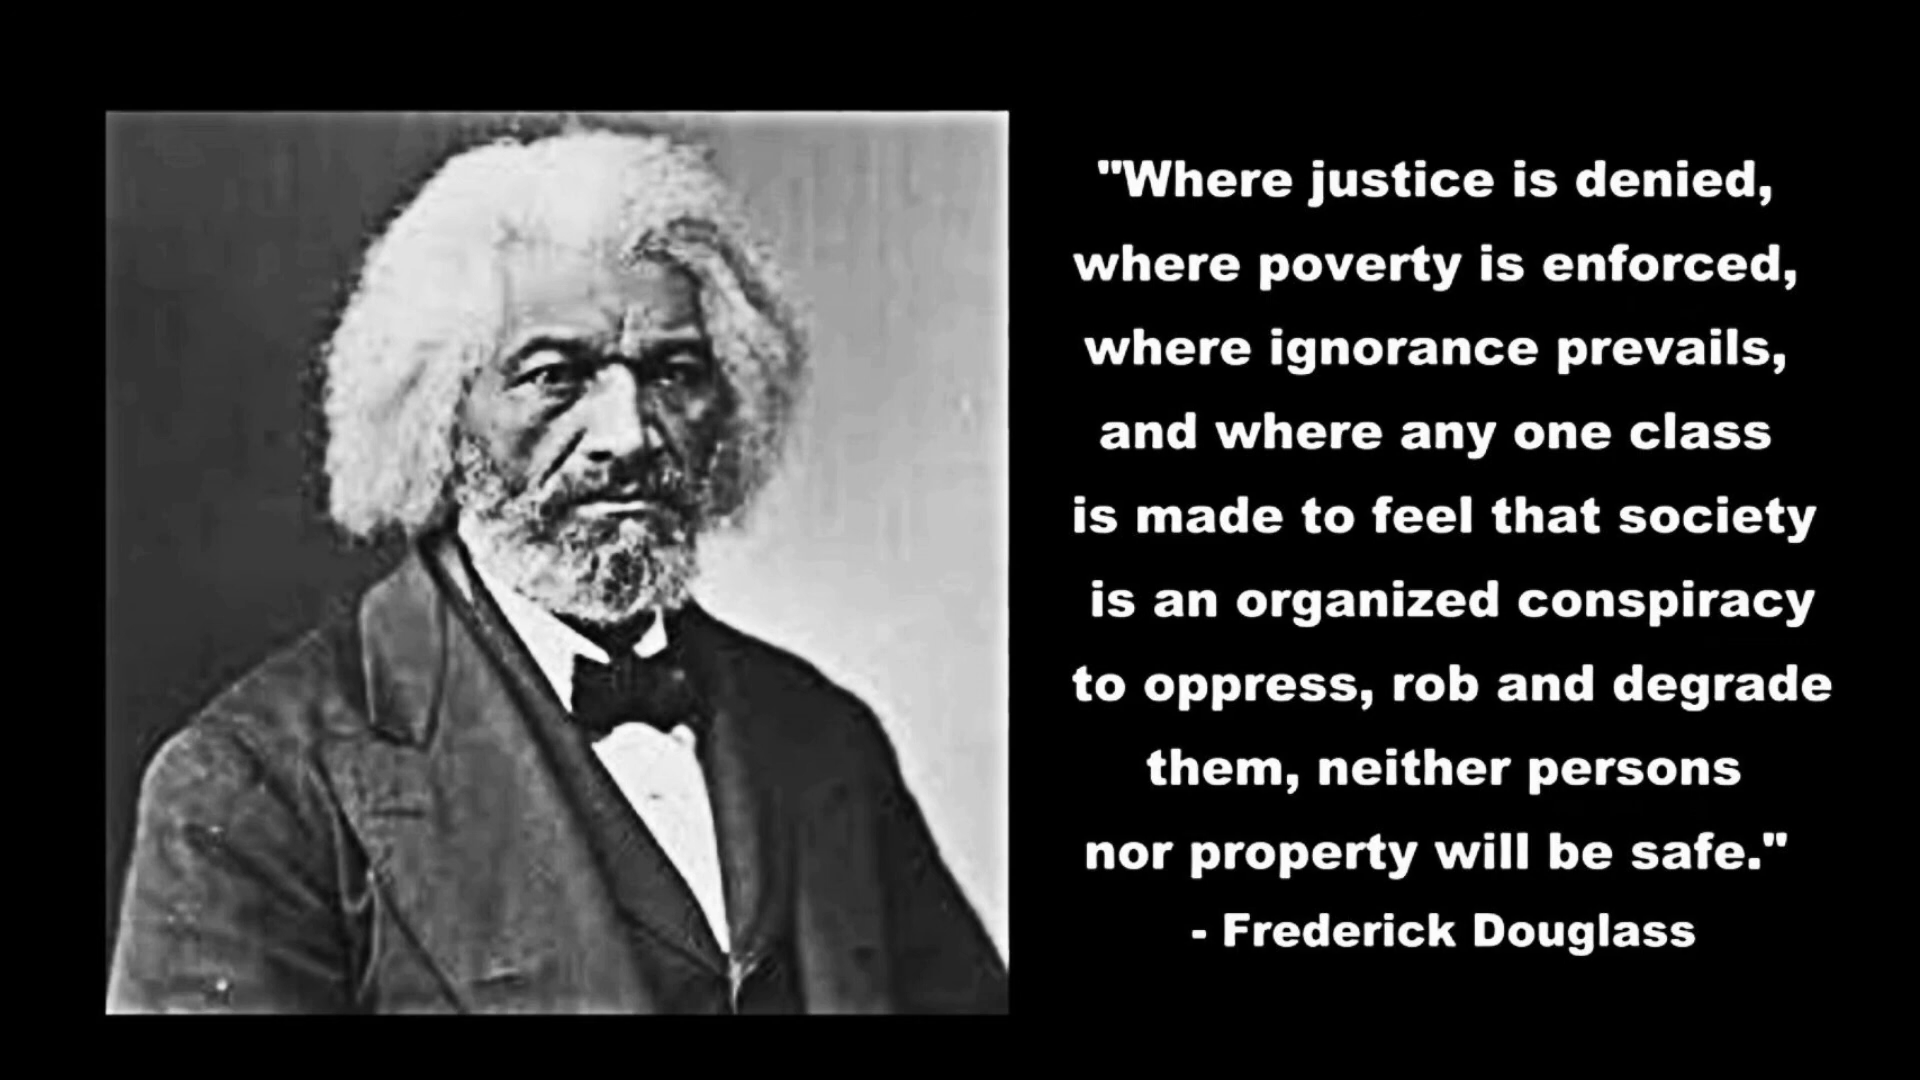 "Where justice is denied,
where poverty is enforced,
where ignorance prevails,
and where any one class
is made to feel that society
is an organized conspiracy
to oppress, rob and degrade
them, neither persons
nor property will be safe."
- Frederick Douglass